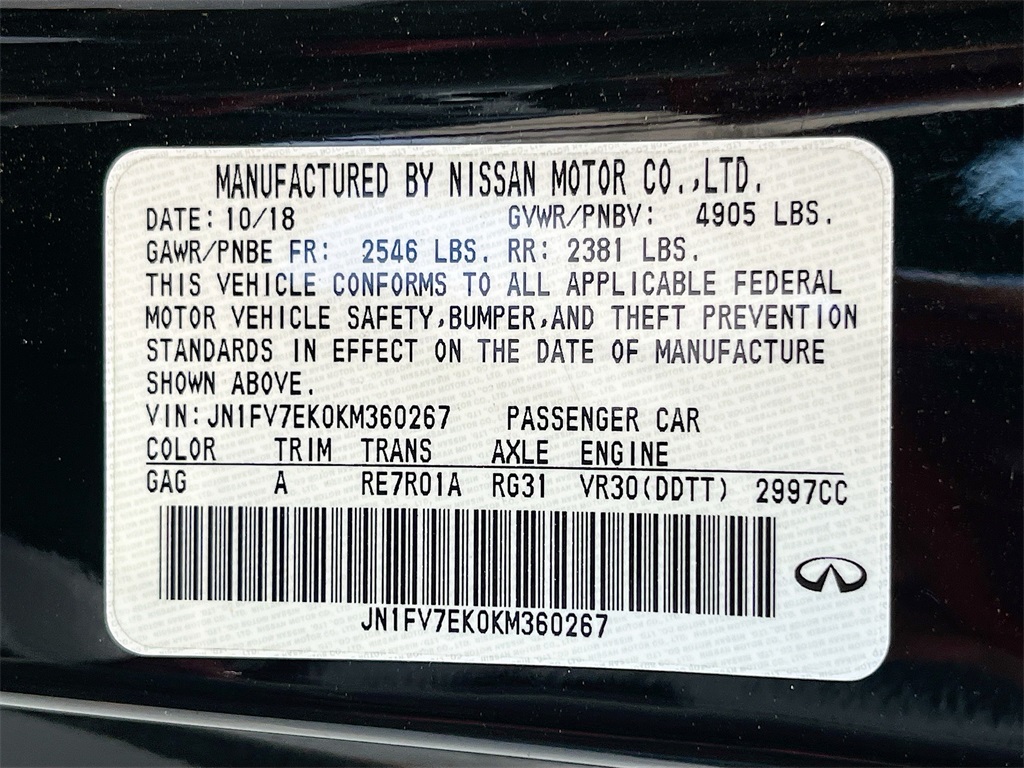 MANUFACTURED BY NISSAN MOTOR CO.,LTD.
DATE: 10/18 GVWR/PNBV: 4905 LBS.
GAWR/PNBE FR: 2546 LBS. RR: 2381 LBS.
THIS VEHICLE CONFORMS TO ALL APPLICABLE FEDERAL
MOTOR VEHICLE SAFETY,BUMPER,AND THEFT PREVENTION
STANDARDS IN EFFECT ON THE DATE OF MANUFACTURE
SHOWN ABOVE.
VIN:JN1FV7EK0KM360267 PASSENGER CAR
COLOR TRIM TRANS AXLE ENGINE
GAG A RE7R01A RG31 VR30(DDTT) 2997CC
JN1FV7EK0KM360267